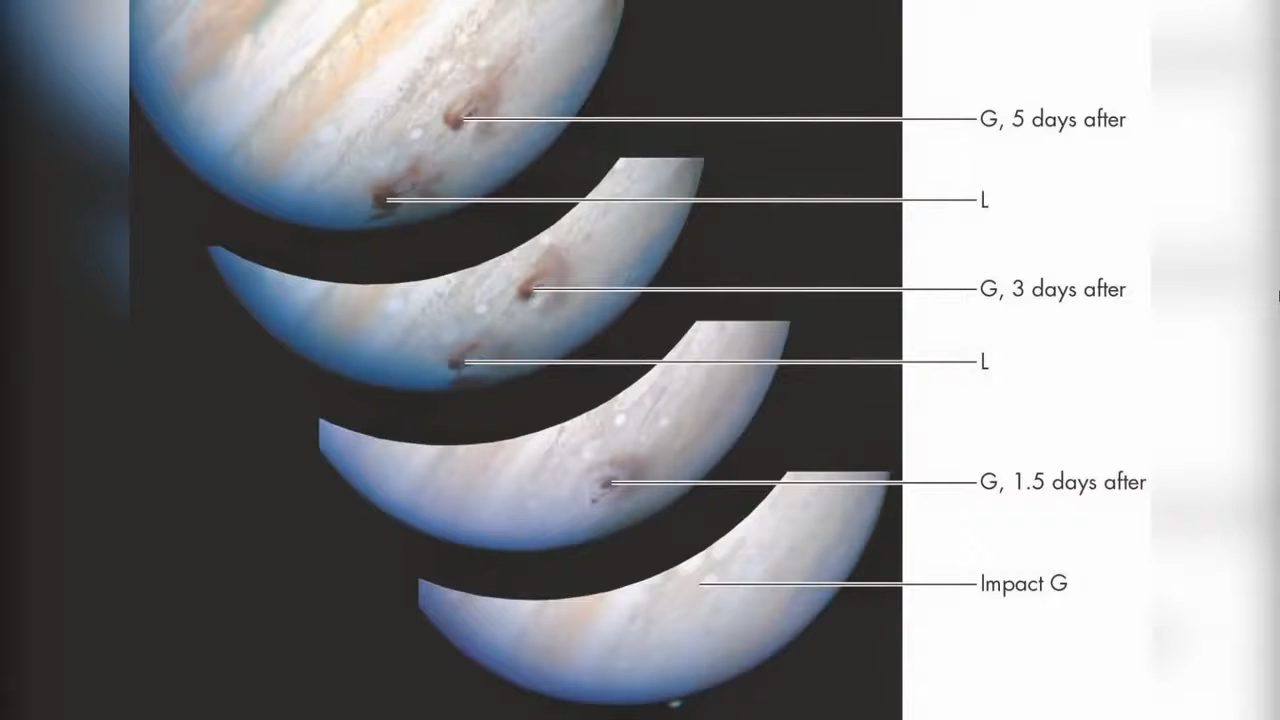 G, 5 days after
L
G, 3 days after
L
G, 1.5 days after
Impact G